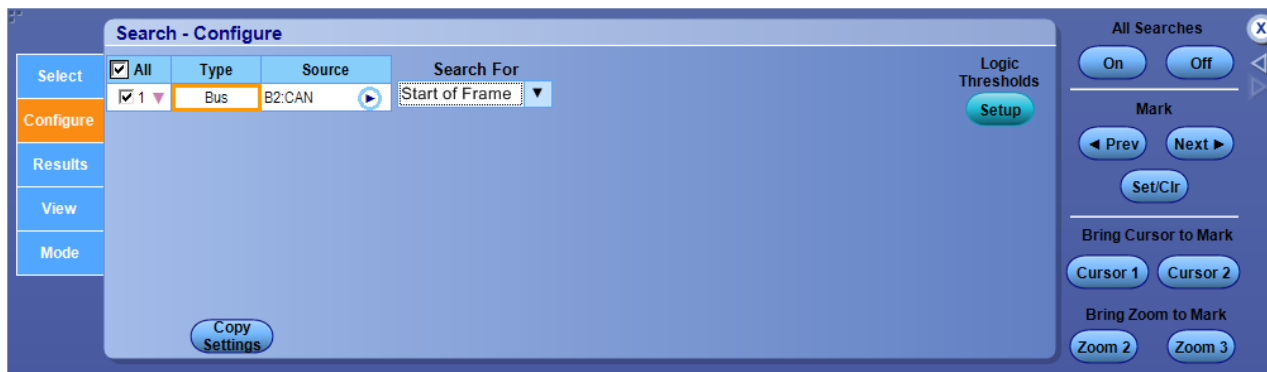 Search - Configure
Select
Configure
Results
View
Mode
All Type Source
1 Bus B2:CAN
Search For
Start of Frame
Logic
Thresholds
Setup
Copy
Settings
All Searches
X
On Off
Mark
◄ Prev Next ►
Set/Clr
Bring Cursor to Mark
Cursor 1 Cursor 2
Bring Zoom to Mark
Zoom 2 Zoom 3